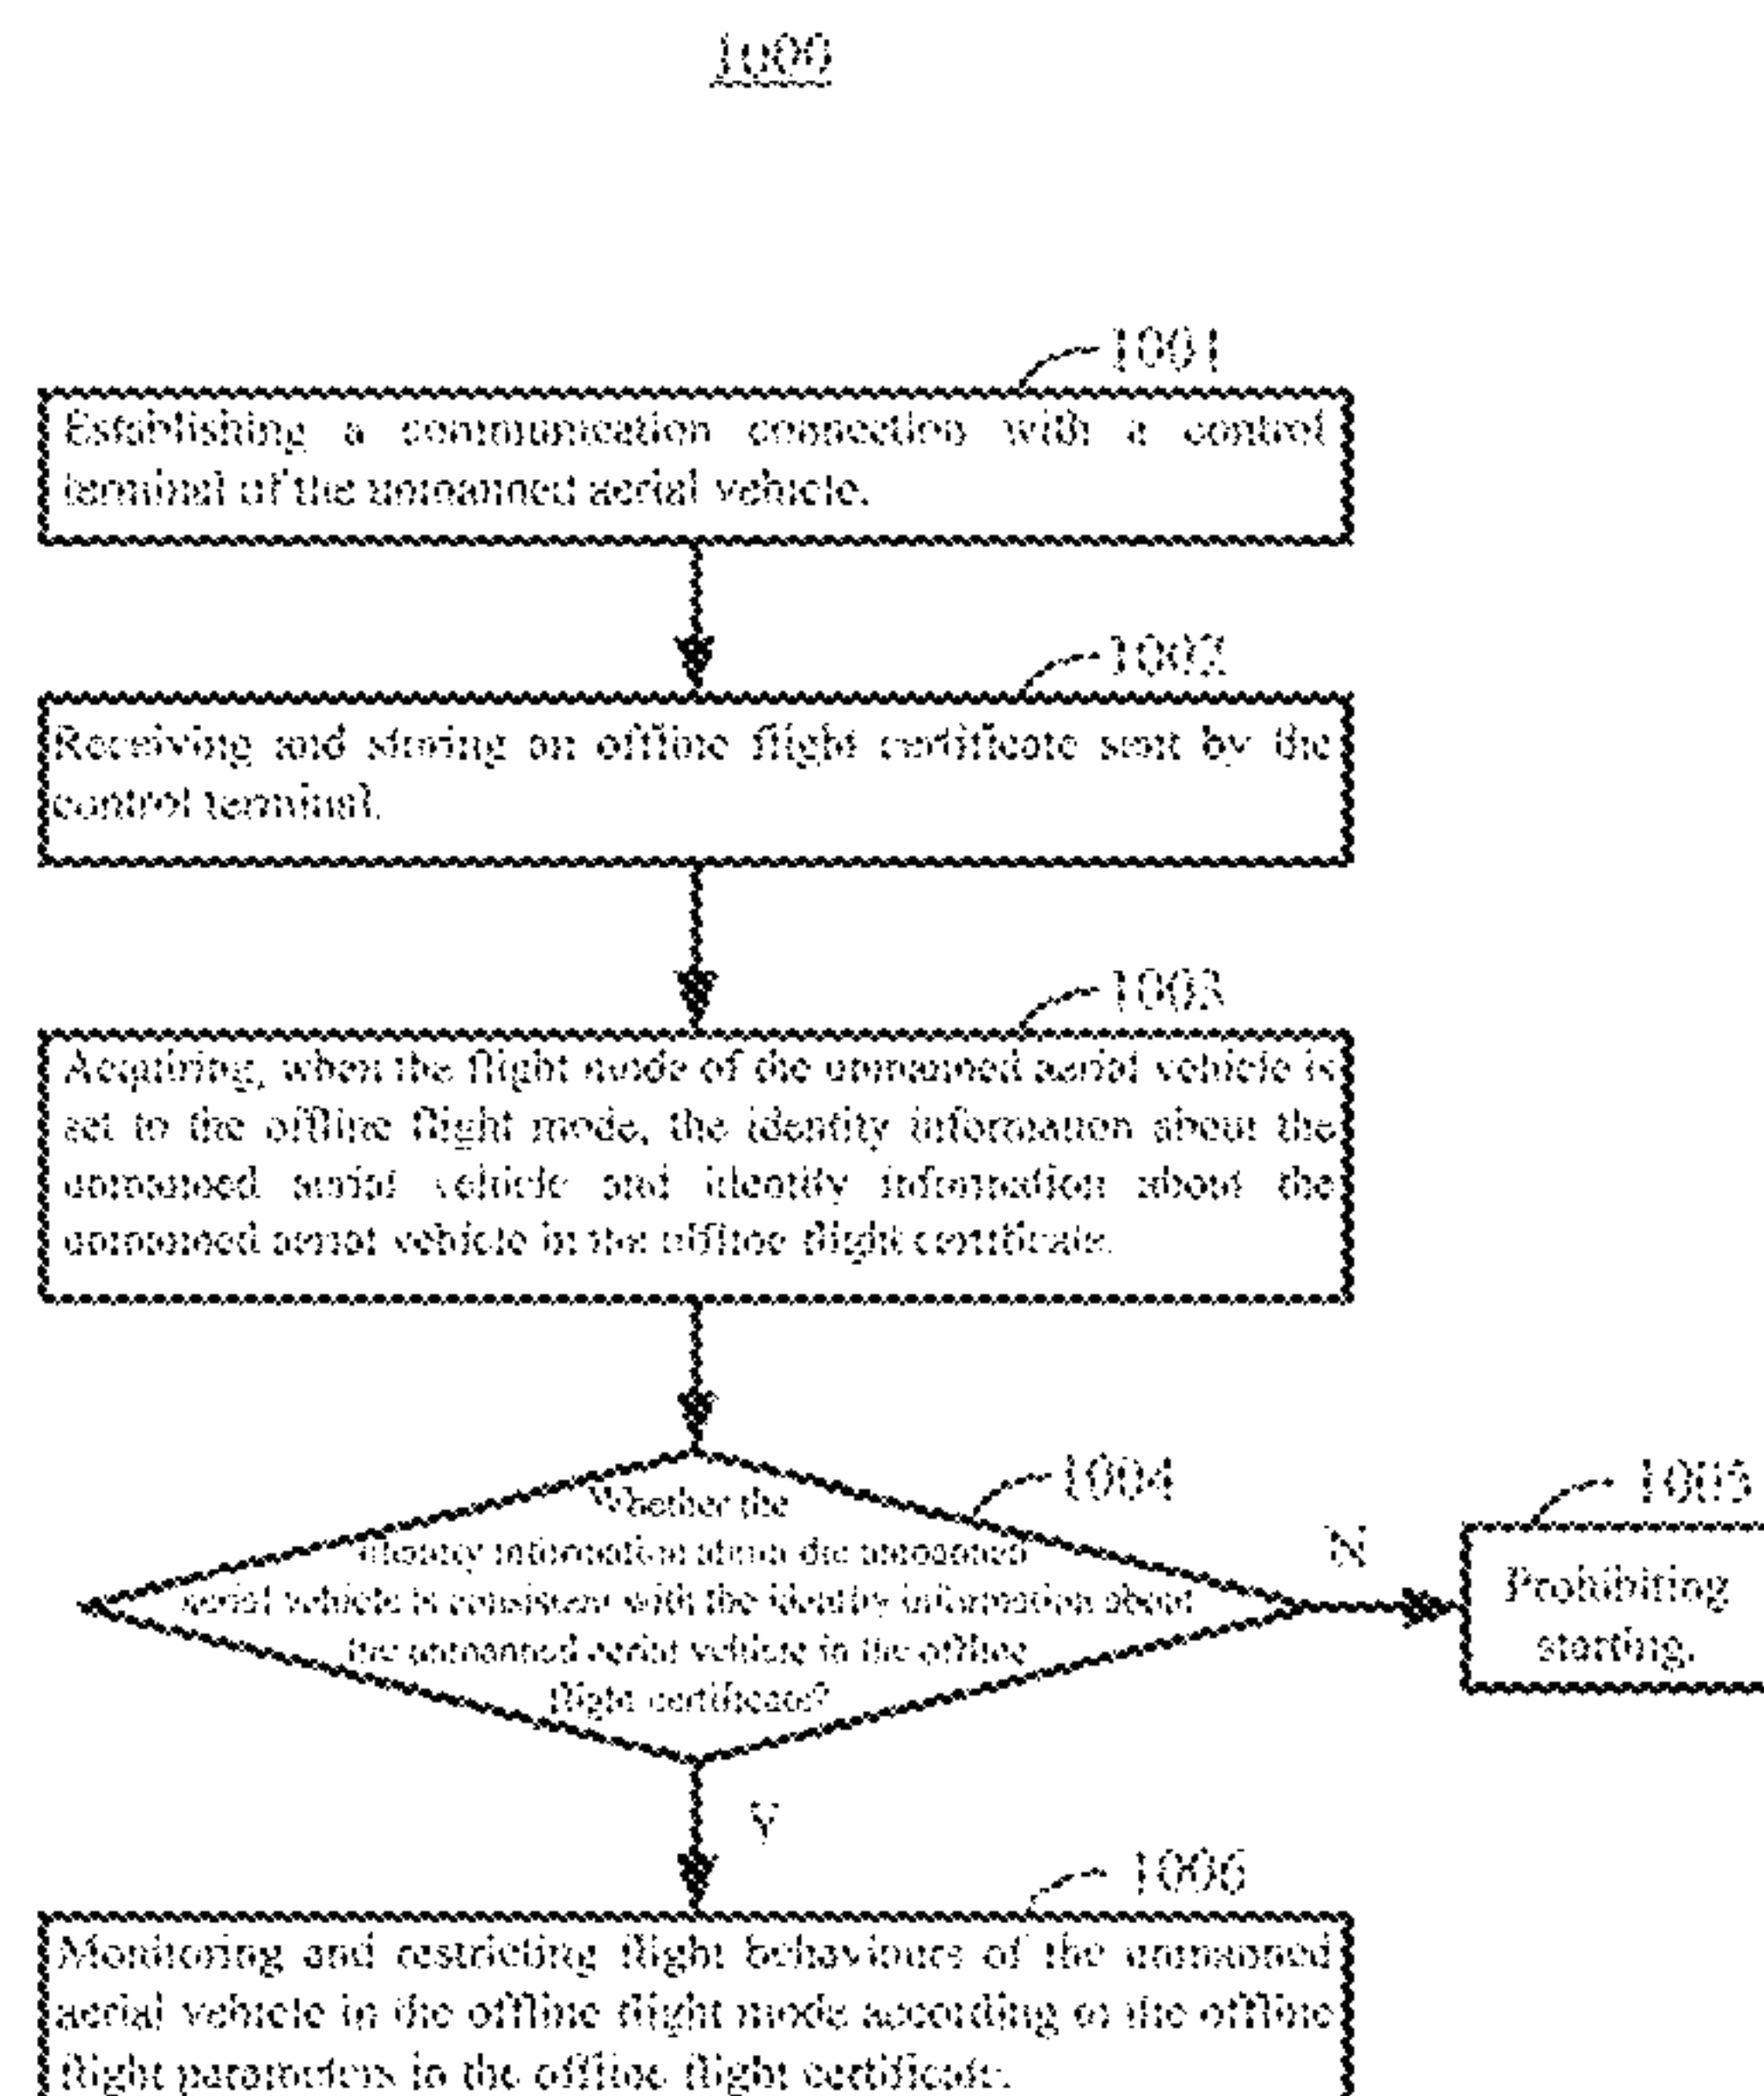 1000
1001
Establishing a communication connection with a control
terminal of the unmanned aerial vehicle.
1002
Receiving and storing an offline flight certificate sent by the
control terminal.
1003
Acquiring, when the flight mode of the unmanned aerial vehicle is
set to the offline flight mode, the identity information about the
unmanned aerial vehicle and identity information about the
unmanned aerial vehicle in the offline flight certificate.
1004
Whether the
identity information about the unmanned
aerial vehicle is consistent with the identity information about
the unmanned aerial vehicle in the offline
flight certificate?
N
1005
Prohibiting
starting.
Y
1006
Monitoring and restricting flight behaviours of the unmanned
aerial vehicle in the offline flight mode according to the offline
flight parameters in the offline flight certificate.